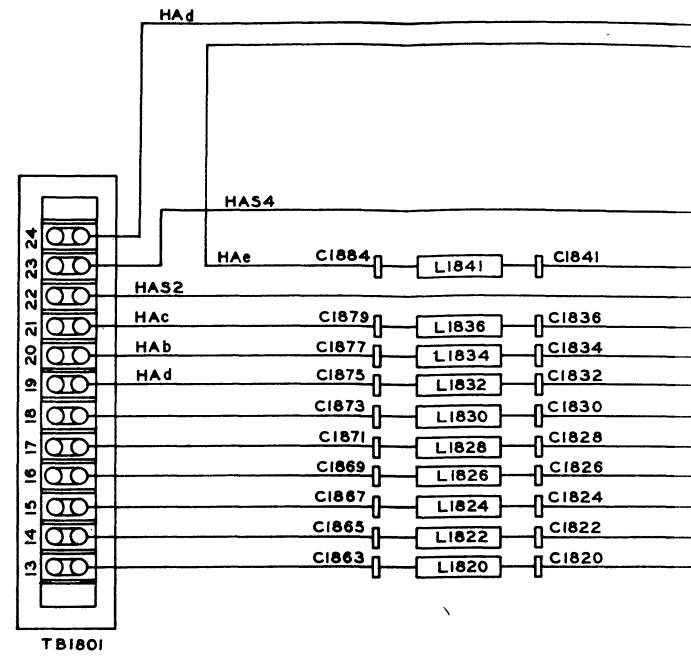 HAd
HAS4
24
23 HAe C1884 L1841 C1841
22 HAS2
21 HAc C1879 L1836 C1836
20 HAb C1877 L1834 C1834
19 HAd C1875 L1832 C1832
18 C1873 L1830 C1830
17 C1871 L1828 C1828
16 C1869 L1826 C1826
15 C1867 L1824 C1824
14 C1865 L1822 C1822
13 C1863 L1820 C1820
TB1801